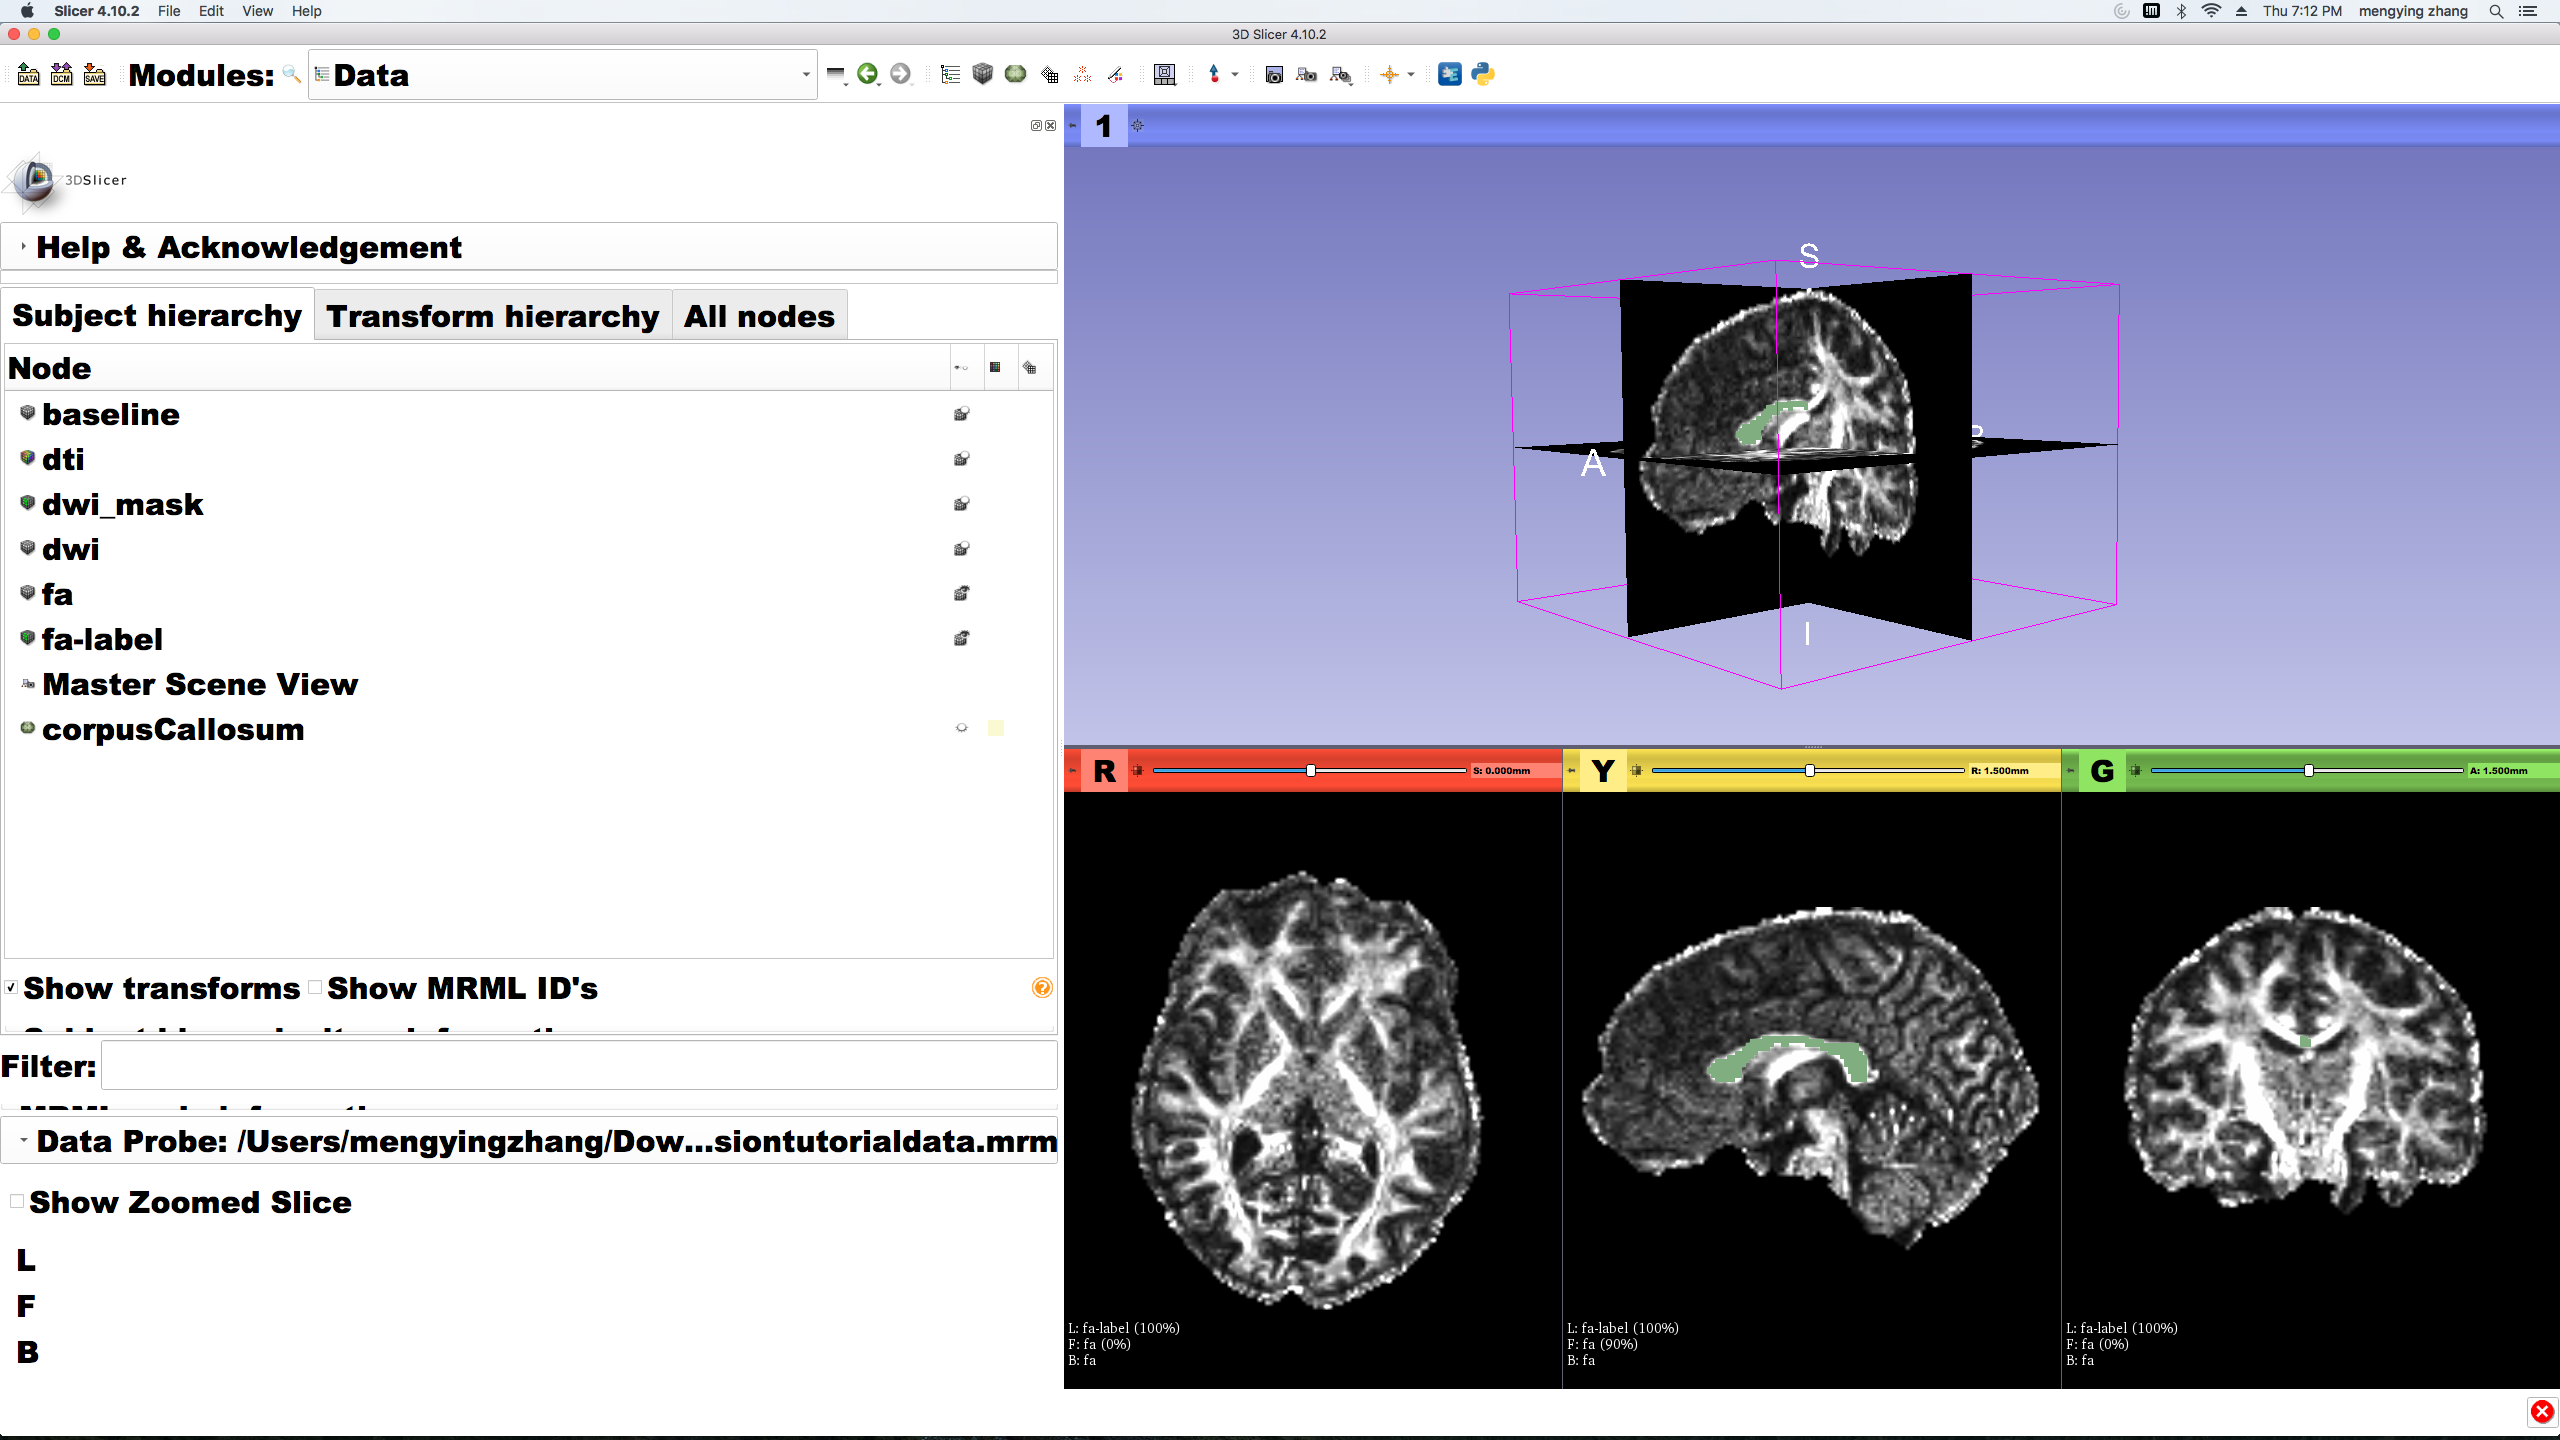 Slicer 4.10.2 File Edit View Help Thu 7:12 PM mengying zhang
3D Slicer 4.10.2
DATA DCM SAVE Modules: Data
1
3DSlicer
Help & Acknowledgement
Subject hierarchy Transform hierarchy All nodes
Node
baseline
dti
dwi_mask
dwi
fa
fa-label
Master Scene View
corpusCallosum
Show transforms Show MRML ID's
Filter:
Data Probe: /Users/mengyingzhang/Dow...siontutorialdata.mrm
Show Zoomed Slice
L
F
B
S
A
I
R S: 0.000mm
Y R: 1.500mm
G A: 1.500mm
L: fa-label (100%)
F: fa (0%)
B: fa
L: fa-label (100%)
F: fa (90%)
B: fa
L: fa-label (100%)
F: fa (0%)
B: fa